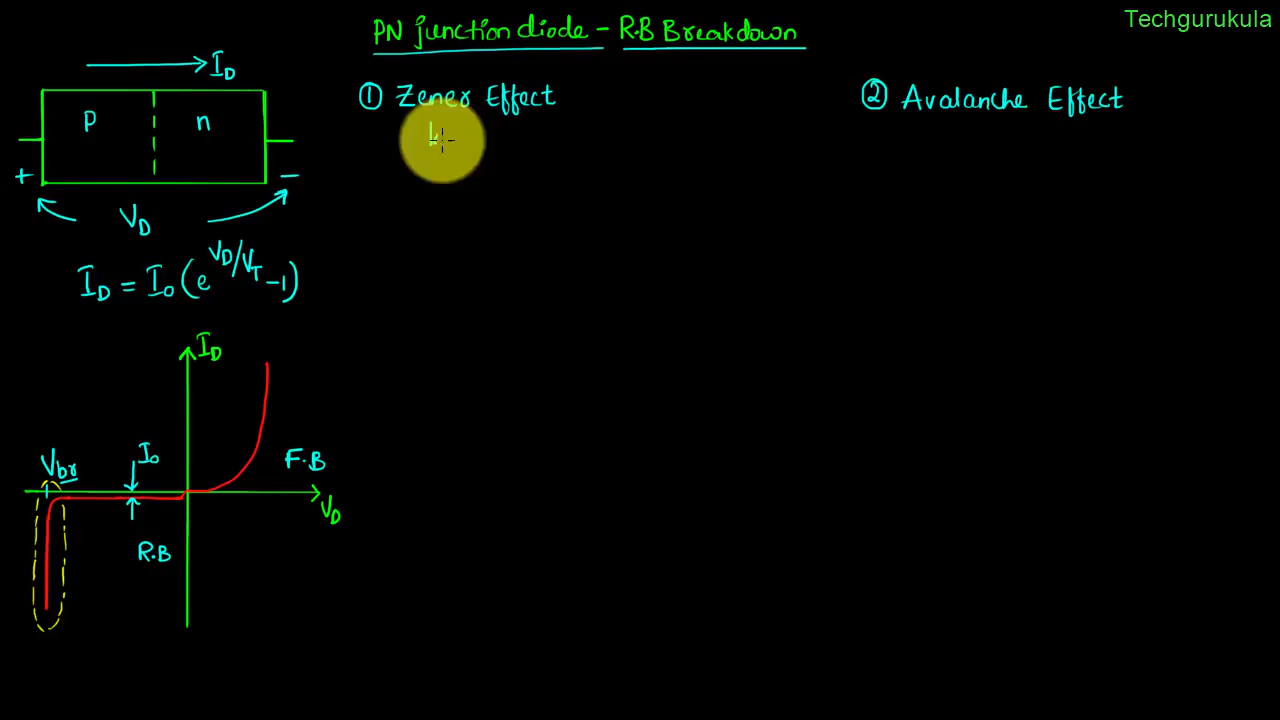 Techgurukula
PN junction diode - R.B Breakdown
① Zener Effect
② Avalanche Effect
I_D
P n
+ −
V_D
I_D = I_o (e^{V_D/V_T} -1)
I_D
V_br
I_o
F.B
V_D
R.B